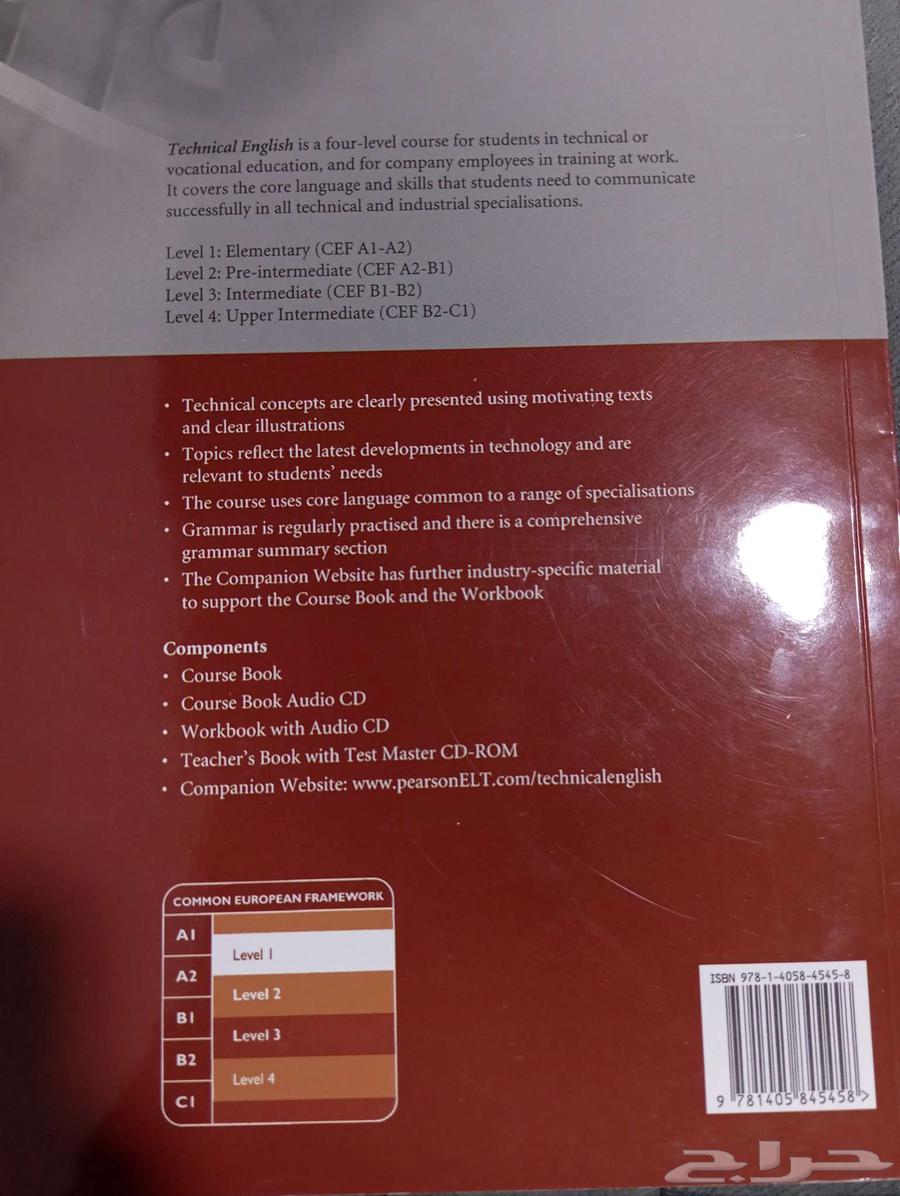 Technical English is a four-level course for students in technical or
vocational education, and for company employees in training at work.
It covers the core language and skills that students need to communicate
successfully in all technical and industrial specialisations.
Level 1: Elementary (CEF A1-A2)
Level 2: Pre-intermediate (CEF A2-B1)
Level 3: Intermediate (CEF B1-B2)
Level 4: Upper Intermediate (CEF B2-C1)
• Technical concepts are clearly presented using motivating texts
and clear illustrations
• Topics reflect the latest developments in technology and are
relevant to students' needs
• The course uses core language common to a range of specialisations
• Grammar is regularly practised and there is a comprehensive
grammar summary section
• The Companion Website has further industry-specific material
to support the Course Book and the Workbook
Components
• Course Book
• Course Book Audio CD
• Workbook with Audio CD
• Teacher's Book with Test Master CD-ROM
• Companion Website: www.pearsonELT.com/technicalenglish
COMMON EUROPEAN FRAMEWORK
A1
Level 1
A2
Level 2
B1
Level 3
B2
Level 4
C1
ISBN 978-1-4058-4545-8
9 781405 845458 >
حراج